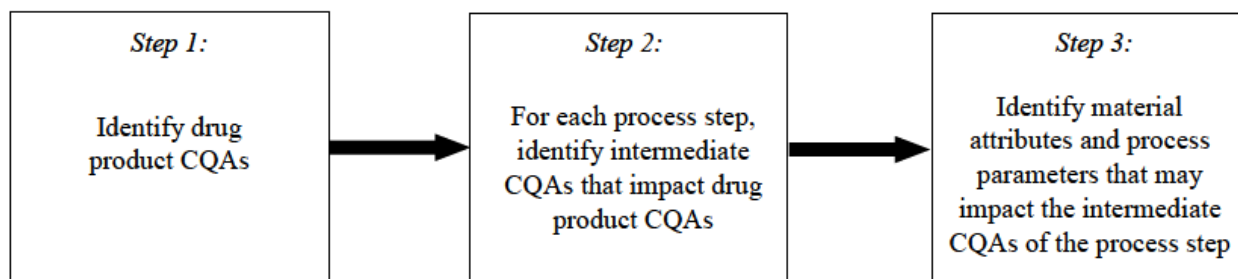 Step 1:
Identify drug
product CQAs
Step 2:
For each process step,
identify intermediate
CQAs that impact drug
product CQAs
Step 3:
Identify material
attributes and process
parameters that may
impact the intermediate
CQAs of the process step